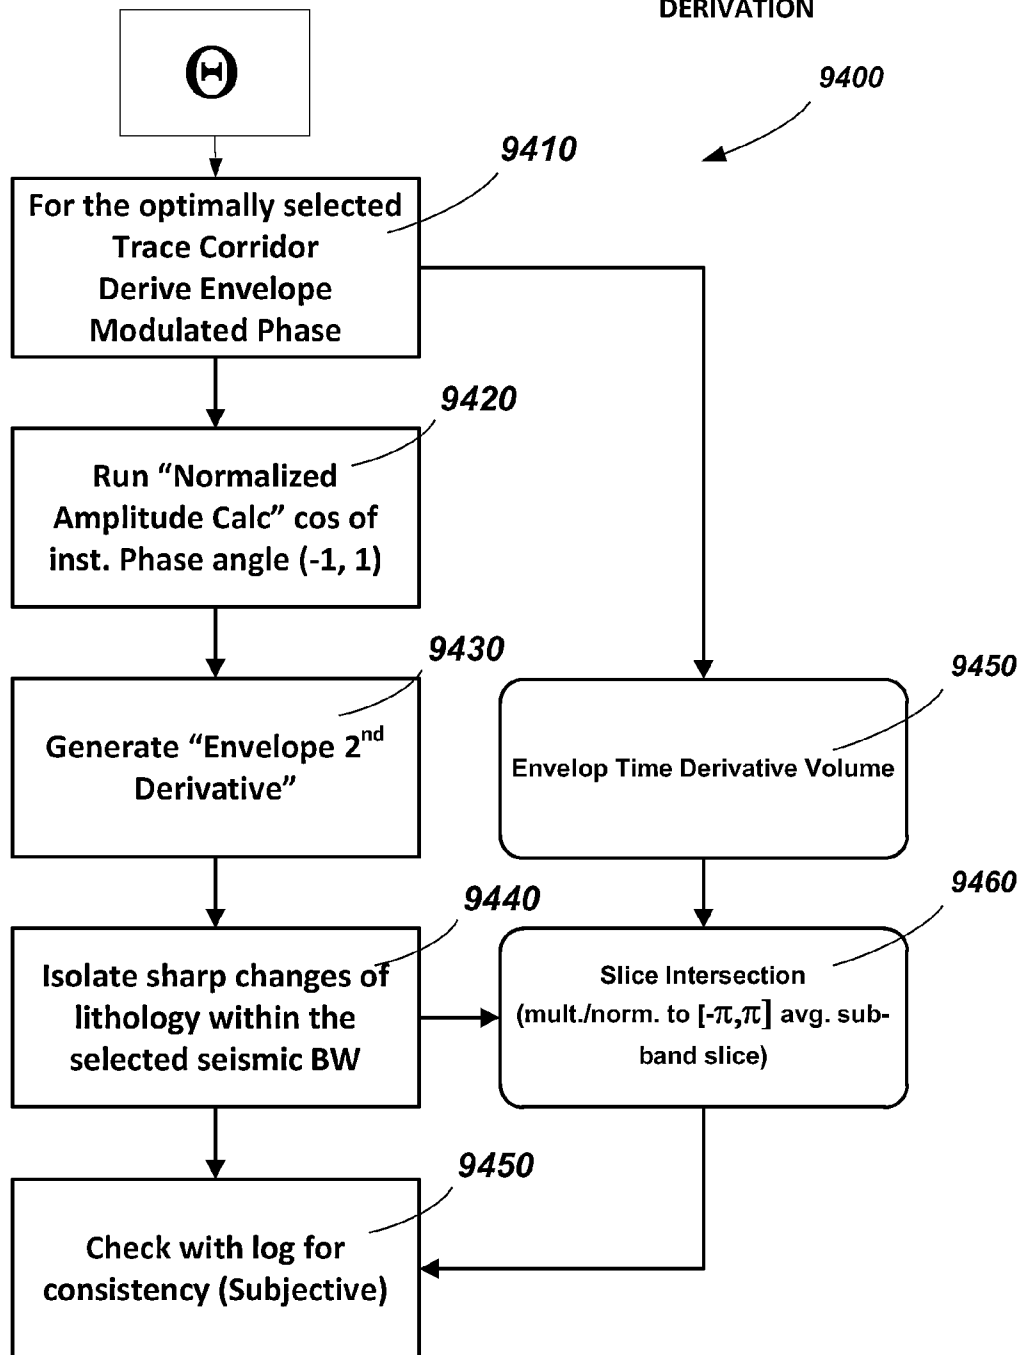 DERIVATION
Θ
9400
9410
For the optimally selected
Trace Corridor
Derive Envelope
Modulated Phase
9420
Run “Normalized
Amplitude Calc” cos of
inst. Phase angle (-1, 1)
9430
Generate “Envelope 2nd
Derivative”
9450
Envelop Time Derivative Volume
9440
Isolate sharp changes of
lithology within the
selected seismic BW
9460
Slice Intersection
(mult./norm. to [-π,π] avg. sub-
band slice)
9450
Check with log for
consistency (Subjective)